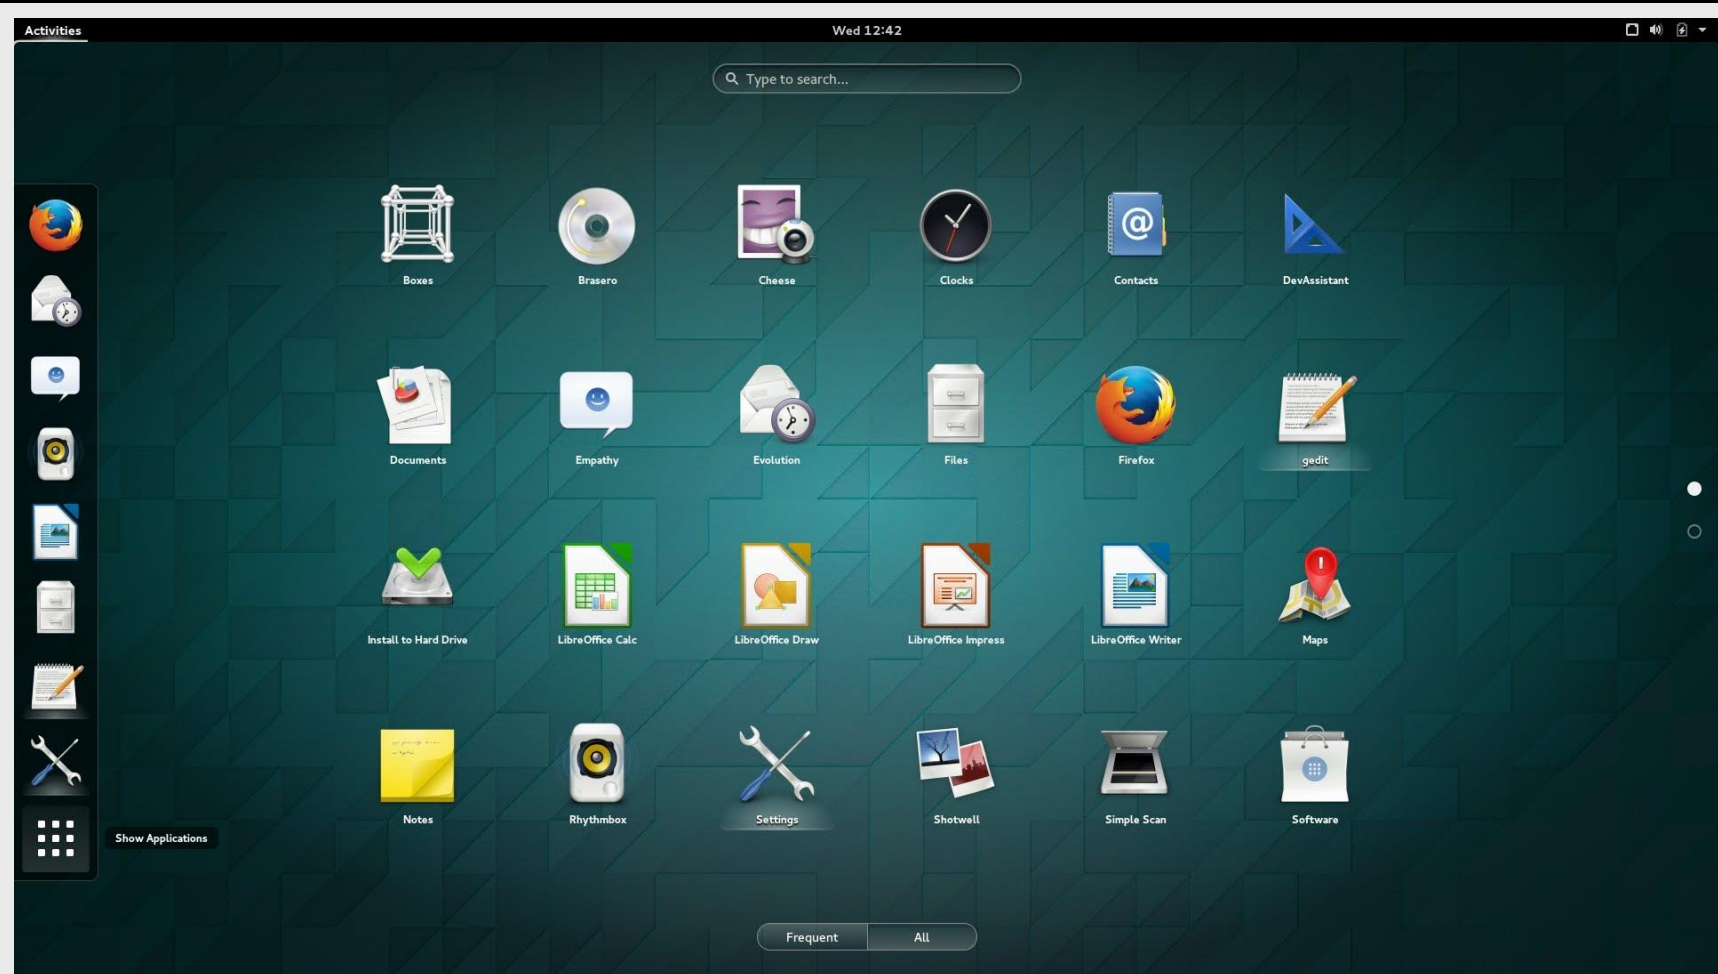 Activities
Wed 12:42
Type to search...
Boxes
Brasero
Cheese
Clocks
Contacts
DevAssistant
Documents
Empathy
Evolution
Files
Firefox
gedit
Install to Hard Drive
LibreOffice Calc
LibreOffice Draw
LibreOffice Impress
LibreOffice Writer
Maps
Notes
Rhythmbox
Settings
Shotwell
Simple Scan
Software
Show Applications
Frequent
All